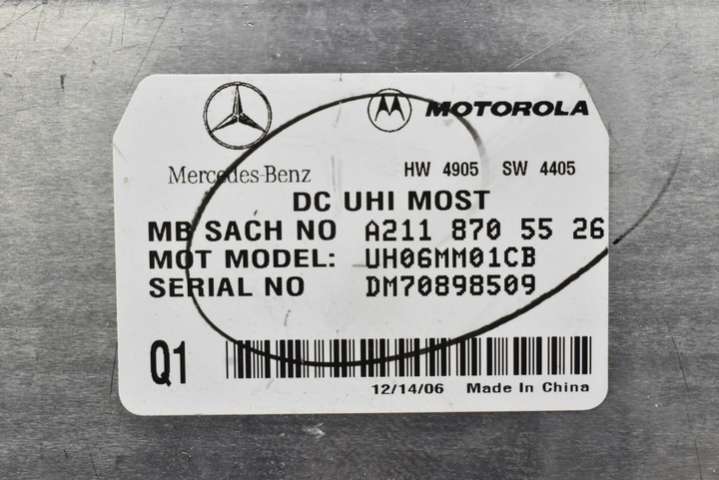 MOTOROLA
Mercedes-Benz
HW 4905 SW 4405
DC UHI MOST
MB SACH NO A211 870 55 26
MOT MODEL: UH06MM01CB
SERIAL NO DM70898509
Q1
12/14/06 Made In China